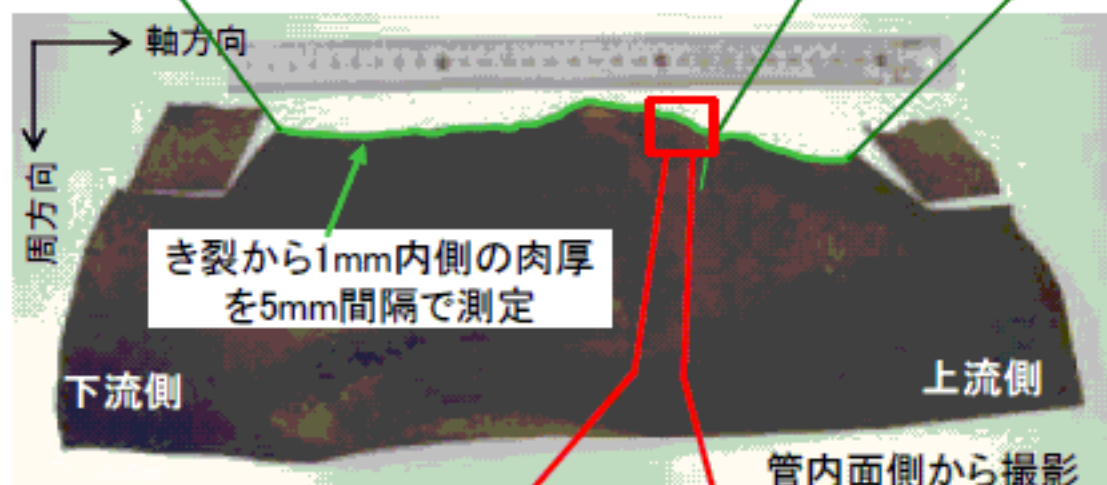 軸方向
周方向
き裂から1mm内側の肉厚
を5mm間隔で測定
下流側
上流側
管内面側から撮影